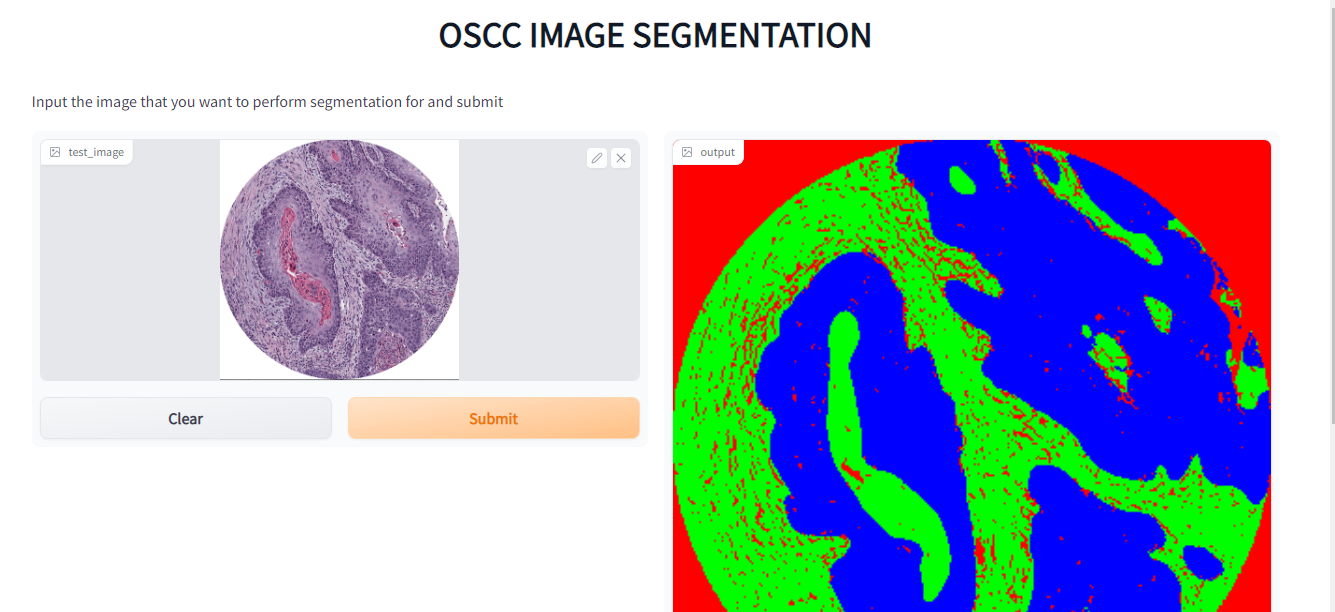 OSCC IMAGE SEGMENTATION
Input the image that you want to perform segmentation for and submit
test_image
output
Clear
Submit